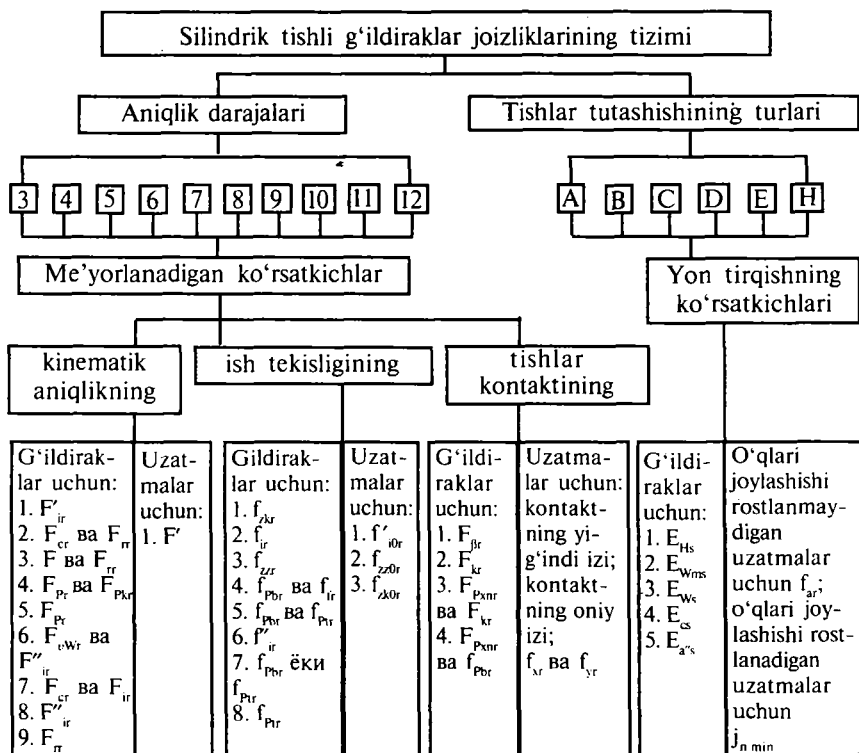 Silindrik tishli g‘ildiraklar joizliklarining tizimi
Aniqlik darajalari
Tishlar tutashishining turlari
3 4 5 6 7 8 9 10 11 12
A B C D E H
Me’yorlanadigan ko‘rsatkichlar
Yon tirqishning
ko‘rsatkichlari
kinematik
aniqlikning
ish tekisligining
tishlar
kontaktining
G‘ildirak-
lar uchun:
1. F′ir
2. Fcr ва Frr
3. F ва Frr
4. FPr ва FPkr
5. FPr
6. FvWr ва
F″ir
7. Fcr ва Fir
8. F″ir
9. Frr
Uzat-
malar
uchun:
1. F′
Gildirak-
lar uchun:
1. fzkr
2. fir
3. fzzr
4. fPbr ва fir
5. fPbr ва fPtr
6. f″ir
7. fPbr ёки
fPtr
8. fPtr
Uzat-
malar
uchun:
1. f′i0r
2. fzz0r
3. fzk0r
G‘ildi-
raklar
uchun:
1. Fβr
2. Fkr
3. FPxnr
ва Fkr
4. FPxnr
ва fPbr
Uzatma-
lar uchun:
kontakt-
ning yi-
g‘indi izi;
kontakt-
ning oniy
izi;
fxr ва fyr
G‘ildi-
raklar
uchun:
1. EHs
2. EWms
3. EWs
4. Ecs
5. Ea″s
O‘qlari
joylashishi
rostlanmay-
digan
uzatmalar
uchun far;
o‘qlari joy-
lashishi rost-
lanadigan
uzatmalar
uchun
jn min